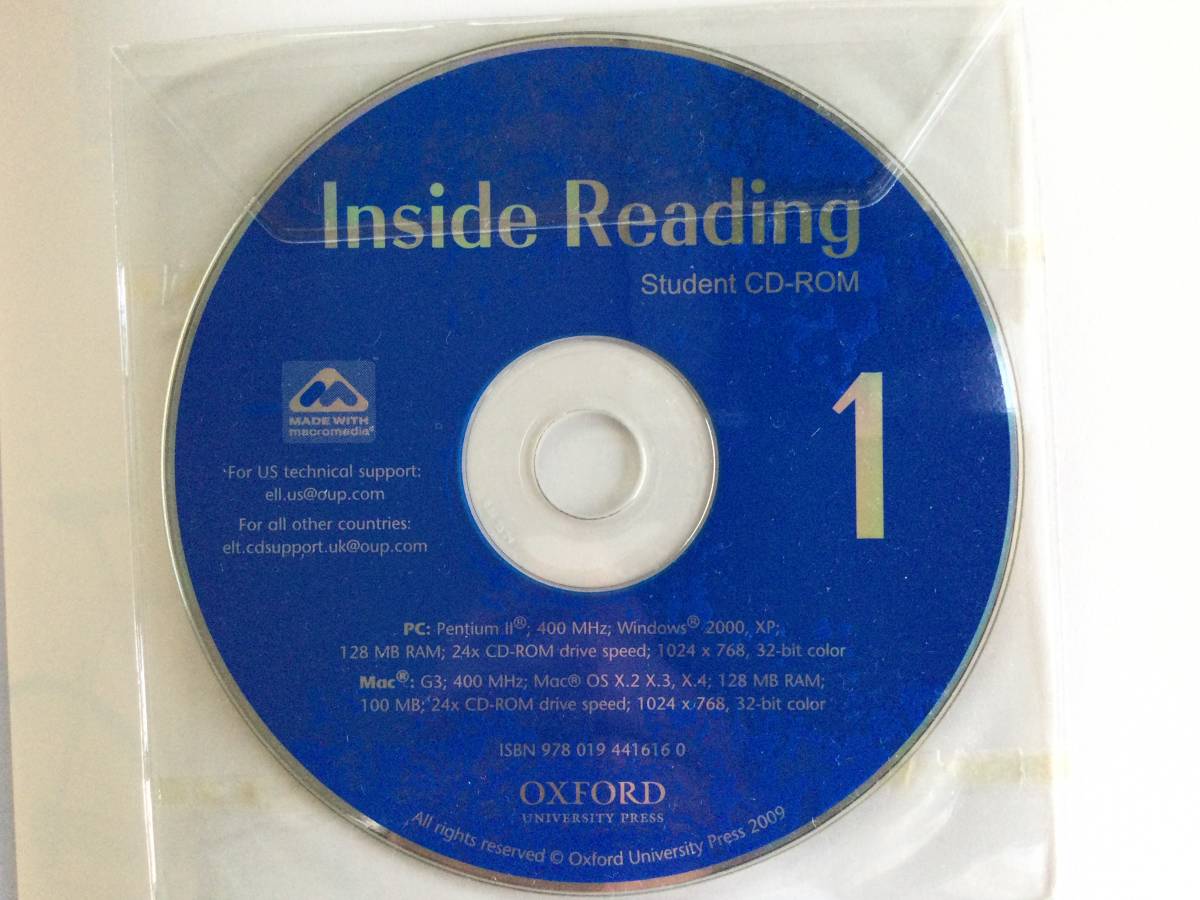 Inside Reading
Student CD-ROM
1
MADE WITH
macromedia®
For US technical support:
ell.us@oup.com
For all other countries:
elt.cdsupport.uk@oup.com
PC: Pentium II®; 400 MHz; Windows® 2000, XP;
128 MB RAM; 24x CD-ROM drive speed; 1024 x 768, 32-bit color
Mac®: G3; 400 MHz; Mac® OS X.2 X.3, X.4; 128 MB RAM;
100 MB; 24x CD-ROM drive speed; 1024 x 768, 32-bit color
ISBN 978 019 441616 0
OXFORD
UNIVERSITY PRESS
All rights reserved © Oxford University Press 2009